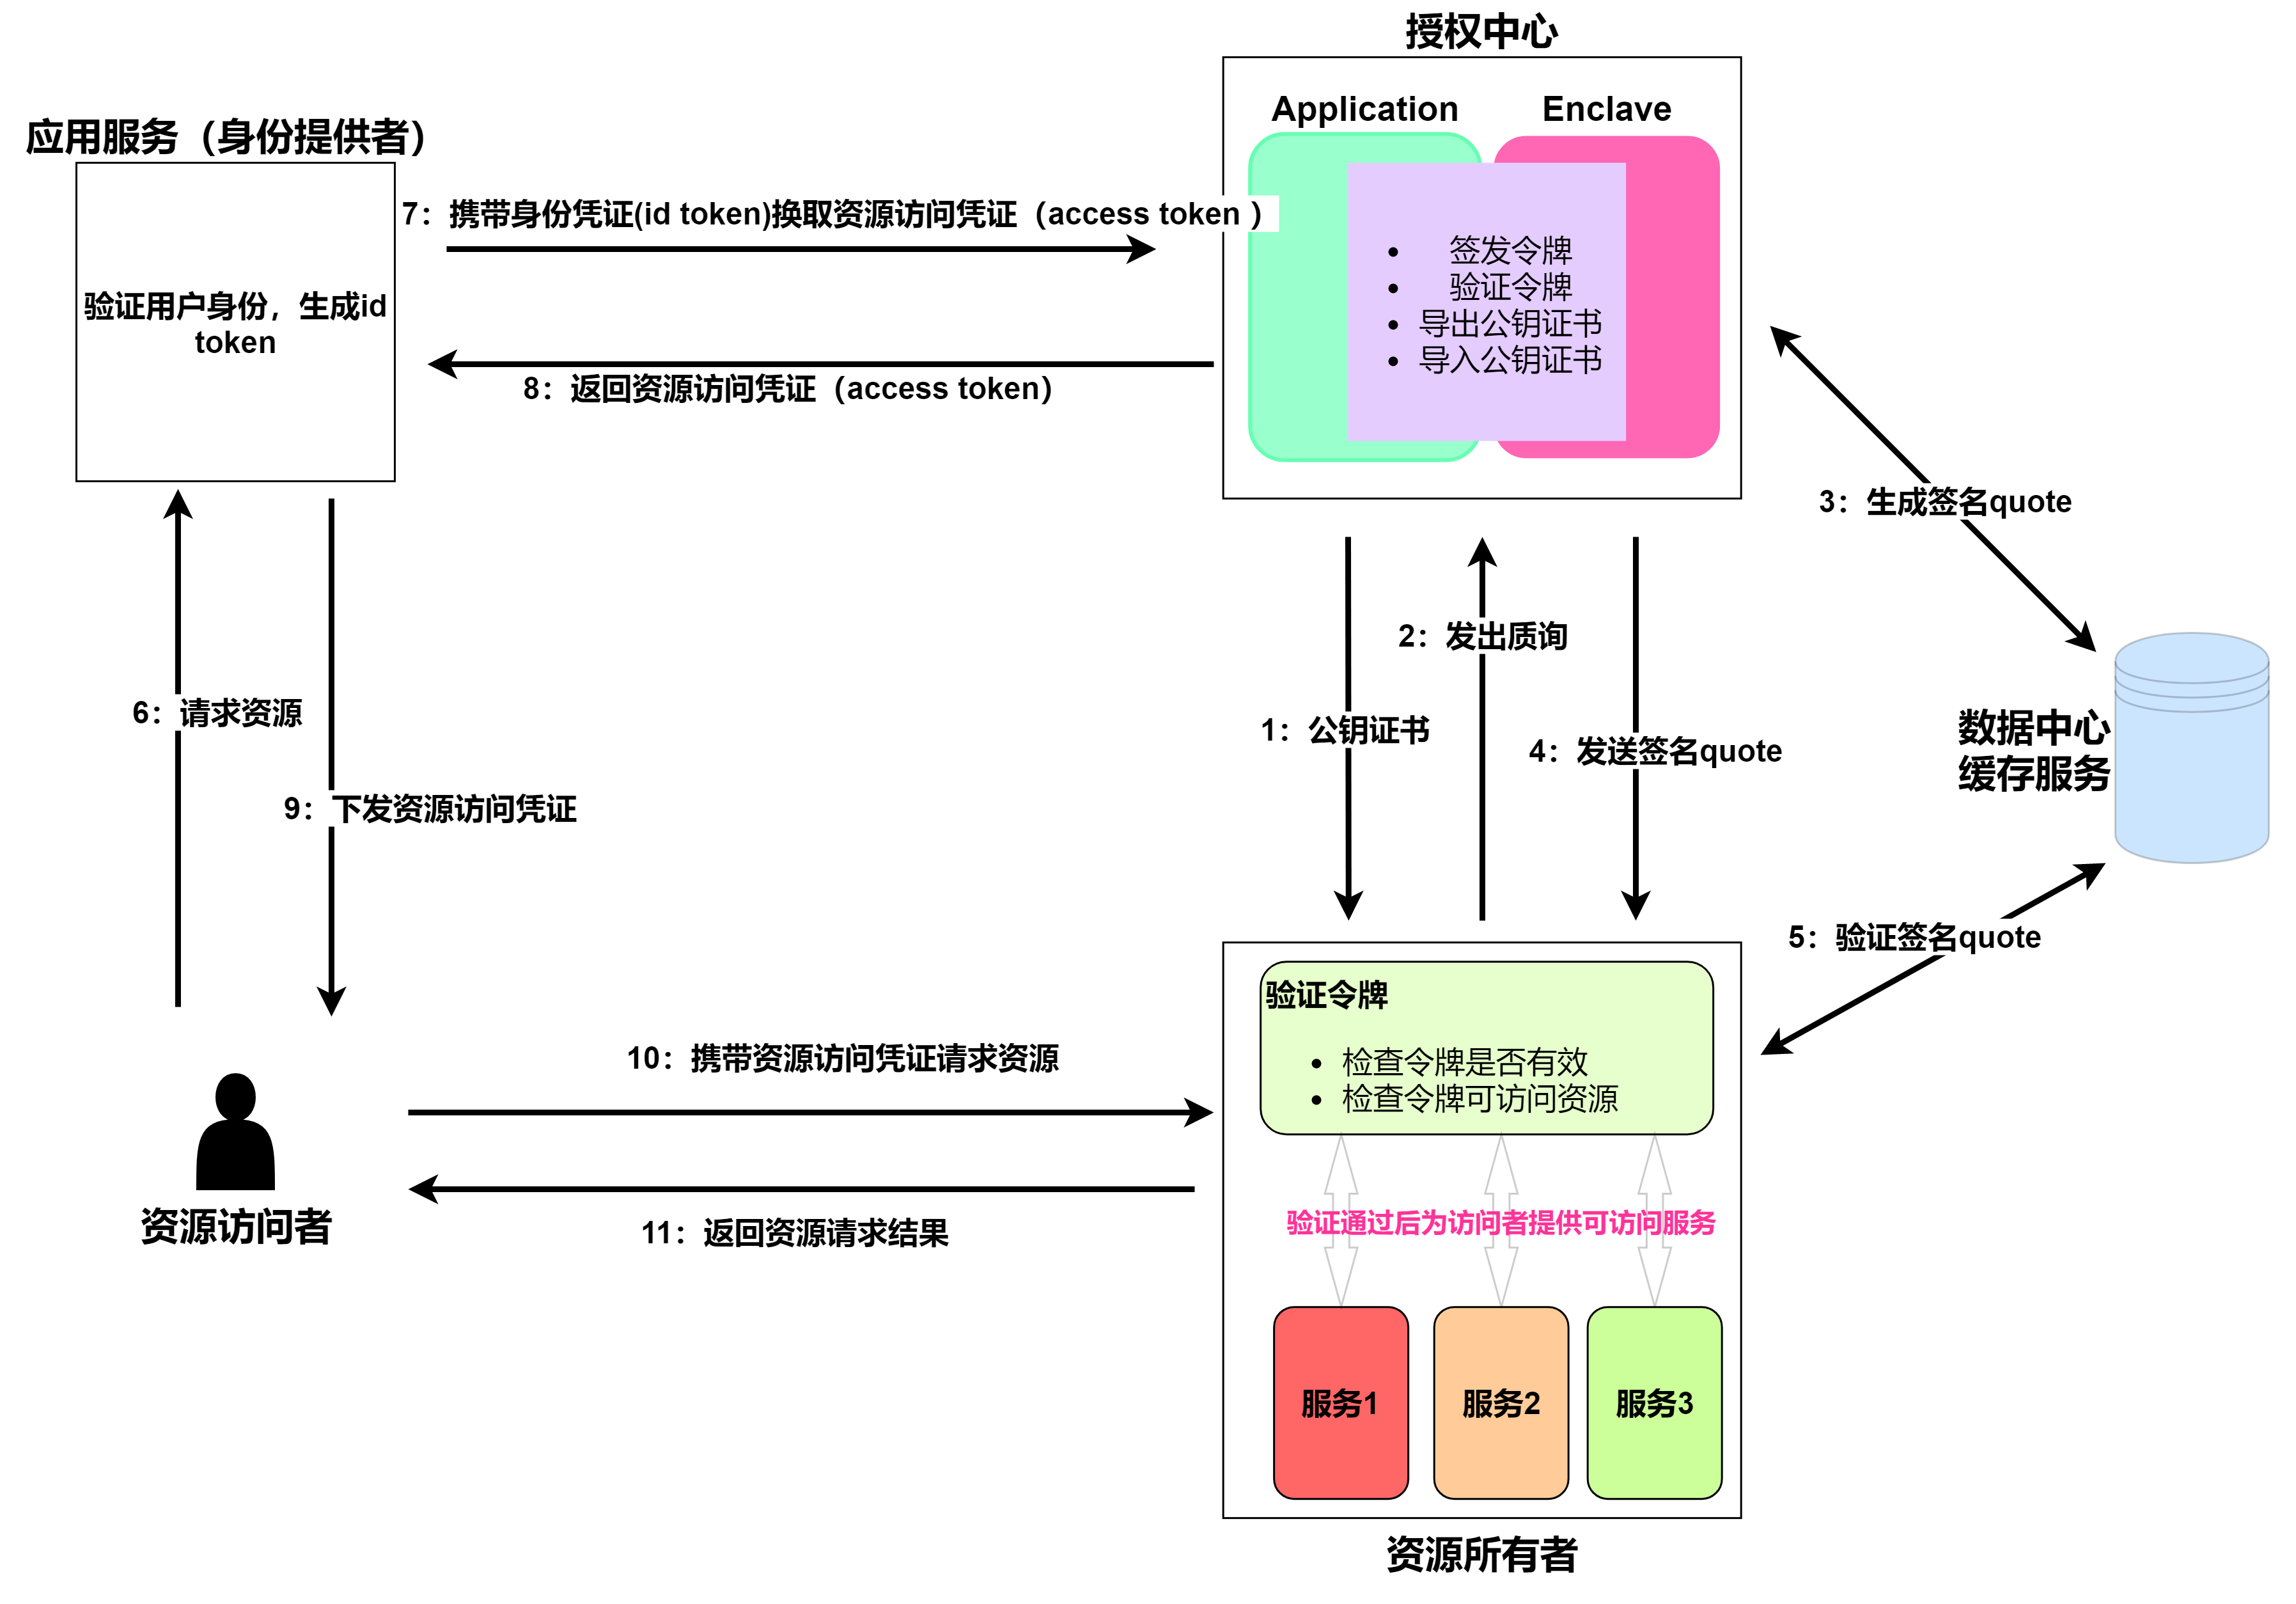 授权中心
Application
Enclave
应用服务（身份提供者）
验证用户身份，生成id
token
7：携带身份凭证(id token)换取资源访问凭证（access token ）
签发令牌
验证令牌
导出公钥证书
导入公钥证书
8：返回资源访问凭证（access token）
3：生成签名quote
2：发出质询
6：请求资源
1：公钥证书
4：发送签名quote
数据中心
缓存服务
9：下发资源访问凭证
5：验证签名quote
验证令牌
检查令牌是否有效
检查令牌可访问资源
10：携带资源访问凭证请求资源
资源访问者
11：返回资源请求结果
验证通过后为访问者提供可访问服务
服务1
服务2
服务3
资源所有者